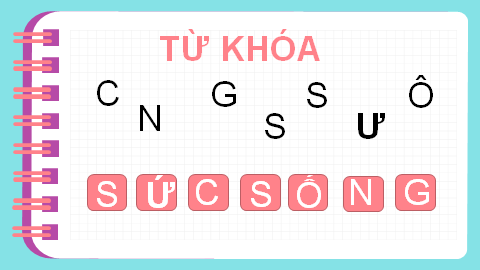 TỪ KHÓA
C N G S S Ư Ô
S Ứ C S Ố N G